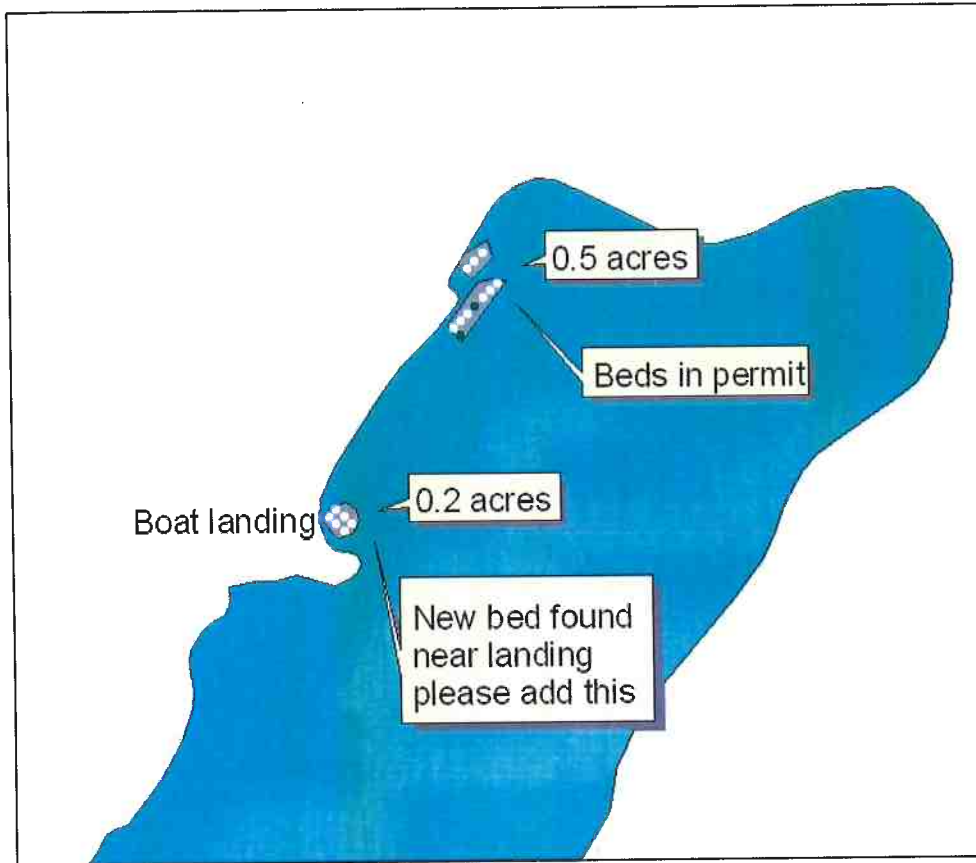 0.5 acres
Beds in permit
0.2 acres
Boat landing
New bed found
near landing
please add this